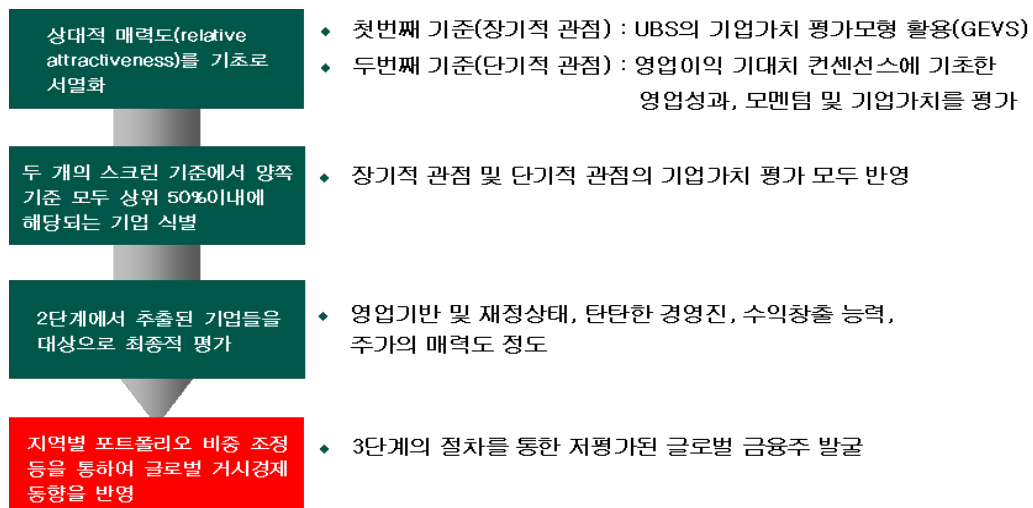 상대적 매력도(relative
attractiveness)를 기초로
서열화
첫번째 기준(장기적 관점) : UBS의 기업가치 평가모형 활용(GEVS)
두번째 기준(단기적 관점) : 영업이익 기대치 컨센선스에 기초한
영업성과, 모멘텀 및 기업가치를 평가
두 개의 스크린 기준에서 양쪽
기준 모두 상위 50%이내에
해당되는 기업 식별
장기적 관점 및 단기적 관점의 기업가치 평가 모두 반영
2단계에서 추출된 기업들을
대상으로 최종적 평가
영업기반 및 재정상태, 탄탄한 경영진, 수익창출 능력,
주가의 매력도 정도
지역별 포트폴리오 비중 조정
등을 통하여 글로벌 거시경제
동향을 반영
3단계의 절차를 통한 저평가된 글로벌 금융주 발굴